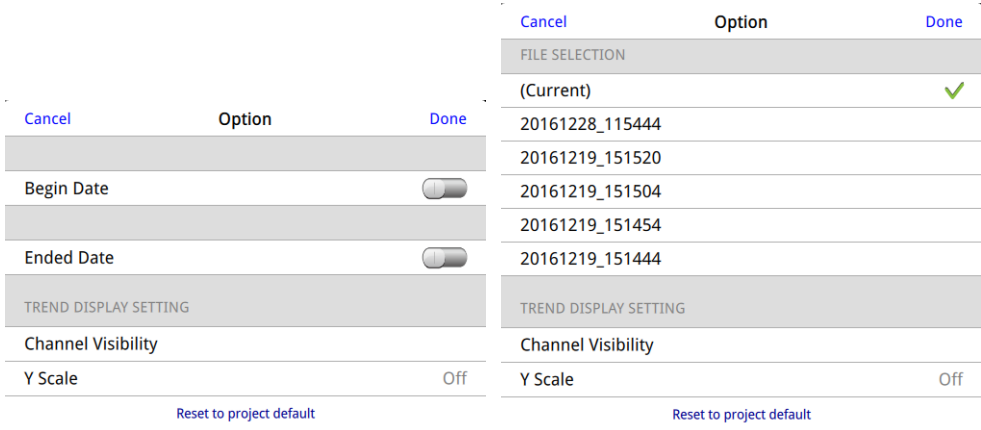 Cancel Option Done
Begin Date
Ended Date
TREND DISPLAY SETTING
Channel Visibility
Y Scale Off
Reset to project default
Cancel Option Done
FILE SELECTION
(Current)
20161228_115444
20161219_151520
20161219_151504
20161219_151454
20161219_151444
TREND DISPLAY SETTING
Channel Visibility
Y Scale Off
Reset to project default